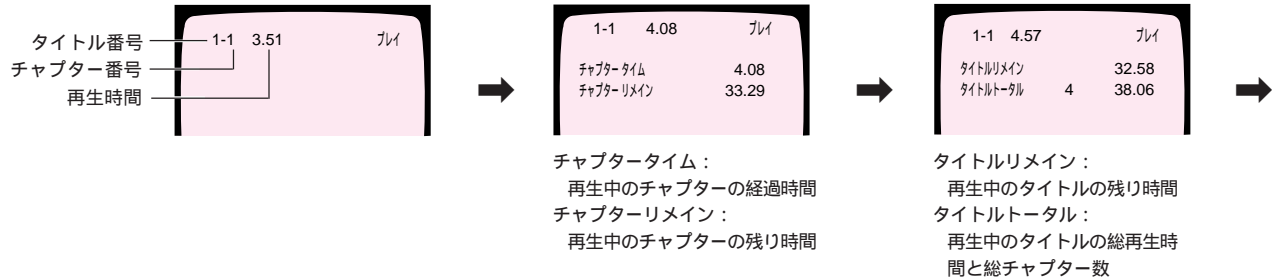 タイトル番号
チャプター番号
再生時間
1-1 3.51 プレイ
➡
1-1 4.08 プレイ
チャプター タイム 4.08
チャプター リメイン 33.29
チャプタータイム：
再生中のチャプターの経過時間
チャプターリメイン：
再生中のチャプターの残り時間
➡
1-1 4.57 プレイ
タイトルリメイン 32.58
タイトルトータル 4 38.06
タイトルリメイン：
再生中のタイトルの残り時間
タイトルトータル：
再生中のタイトルの総再生時
間と総チャプター数
➡